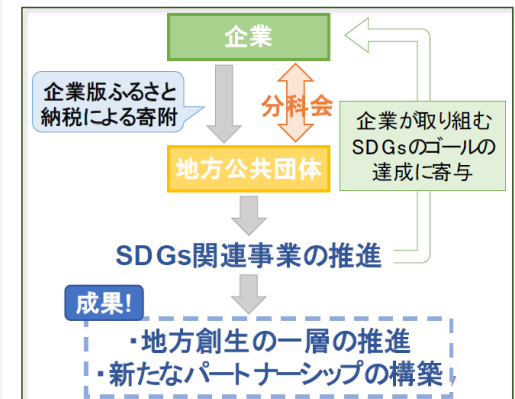 企業
企業版ふるさと
納税による寄附
分科会
企業が取り組む
SDGsのゴールの
達成に寄与
地方公共団体
SDGs関連事業の推進
成果!
・地方創生の一層の推進
・新たなパートナーシップの構築